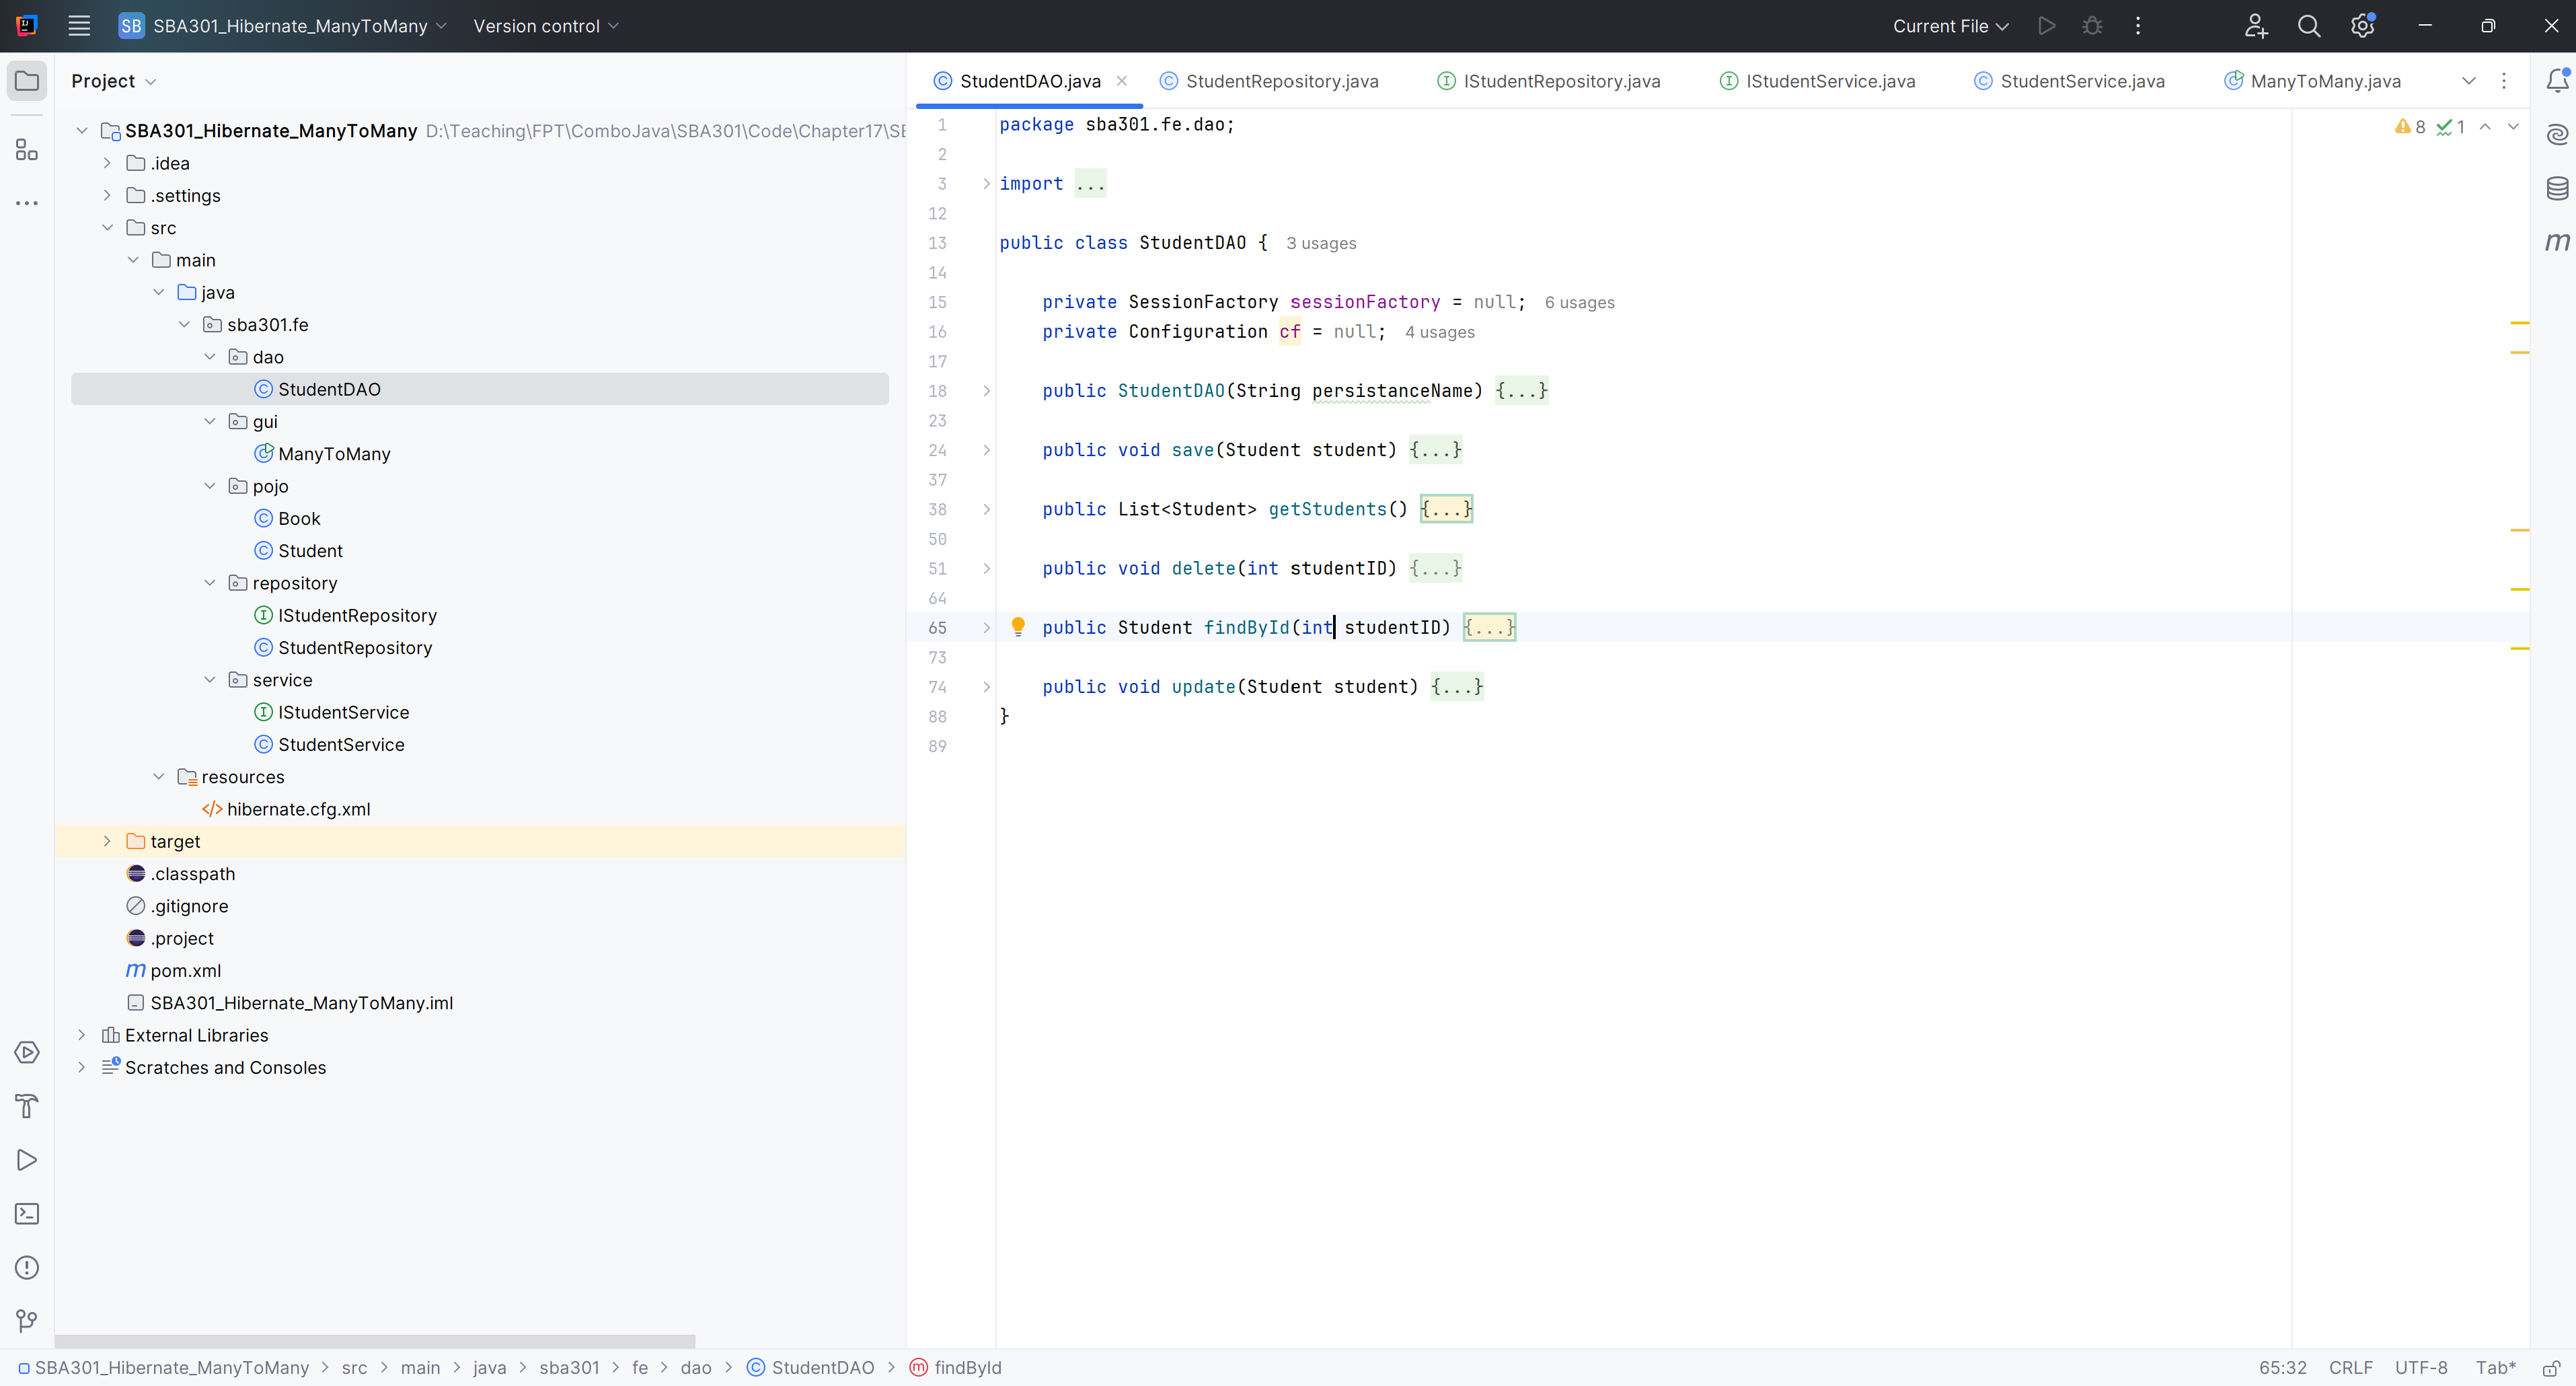 SB SBA301_Hibernate_ManyToMany Version control Current File
Project
StudentDAO.java StudentRepository.java IStudentRepository.java IStudentService.java StudentService.java ManyToMany.java
SBA301_Hibernate_ManyToMany D:\Teaching\FPT\ComboJava\SBA301\Code\Chapter17\SE
.idea
.settings
src
main
java
sba301.fe
dao
StudentDAO
gui
ManyToMany
pojo
Book
Student
repository
IStudentRepository
StudentRepository
service
IStudentService
StudentService
resources
hibernate.cfg.xml
target
.classpath
.gitignore
.project
pom.xml
SBA301_Hibernate_ManyToMany.iml
External Libraries
Scratches and Consoles
8 1
1 package sba301.fe.dao;
2
3 import ...
12
13 public class StudentDAO { 3 usages
14
15 private SessionFactory sessionFactory = null; 6 usages
16 private Configuration cf = null; 4 usages
17
18 public StudentDAO(String persistanceName) {...}
23
24 public void save(Student student) {...}
37
38 public List<Student> getStudents() {...}
50
51 public void delete(int studentID) {...}
64
65 public Student findById(int studentID) {...}
73
74 public void update(Student student) {...}
88 }
89
SBA301_Hibernate_ManyToMany > src > main > java > sba301 > fe > dao > StudentDAO > findById 65:32 CRLF UTF-8 Tab*